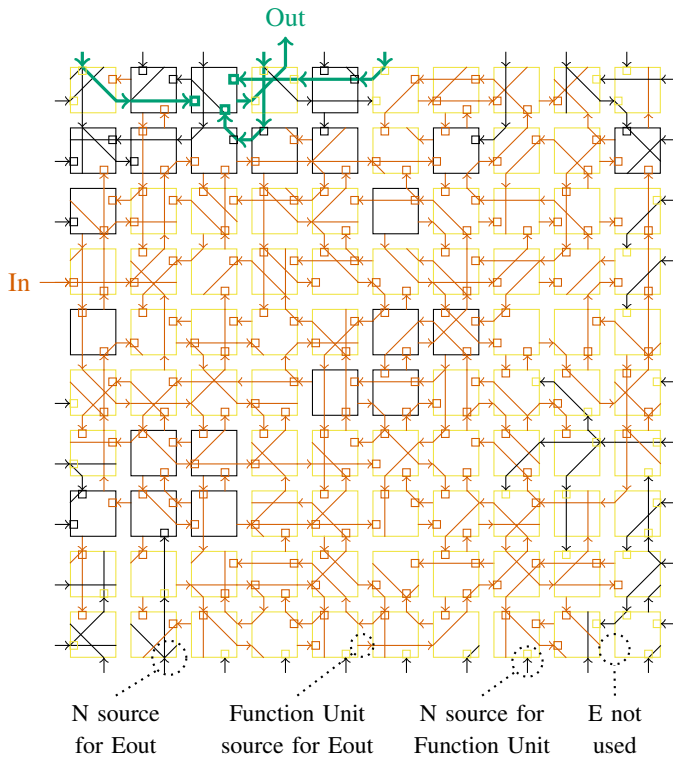 Out
In
N source
for Eout
Function Unit
source for Eout
N source for
Function Unit
E not
used